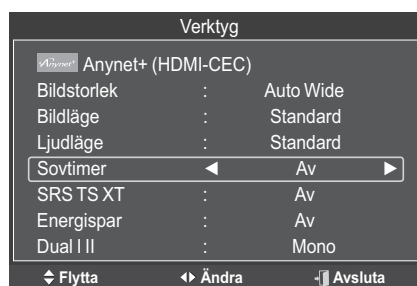 Verktyg
Anynet+ Anynet+ (HDMI-CEC)
Bildstorlek : Auto Wide
Bildläge : Standard
Ljudläge : Standard
Sovtimer ◄ Av ►
SRS TS XT : Av
Energispar : Av
Dual I II : Mono
Flytta Ändra Avsluta